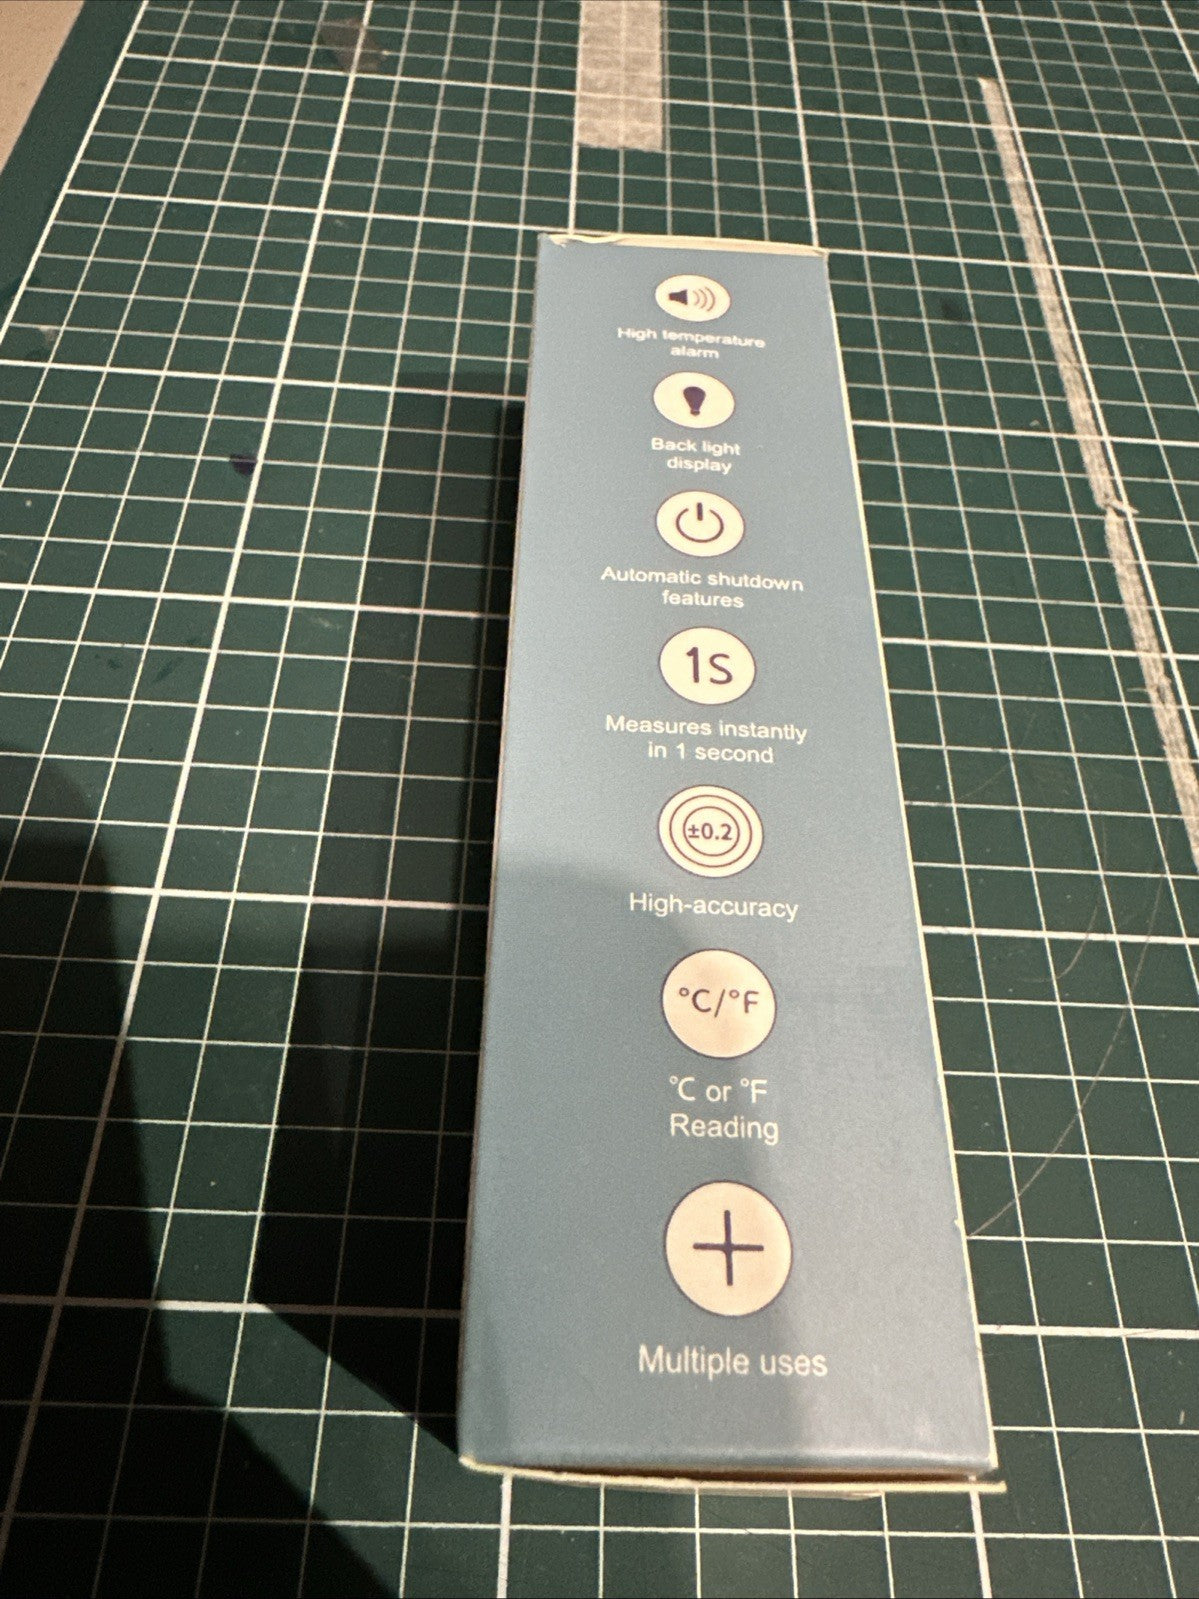 High temperature
alarm
Back light
display
Automatic shutdown
features
1S
Measures instantly
in 1 second
±0.2
High-accuracy
°C/°F
°C or °F
Reading
Multiple uses